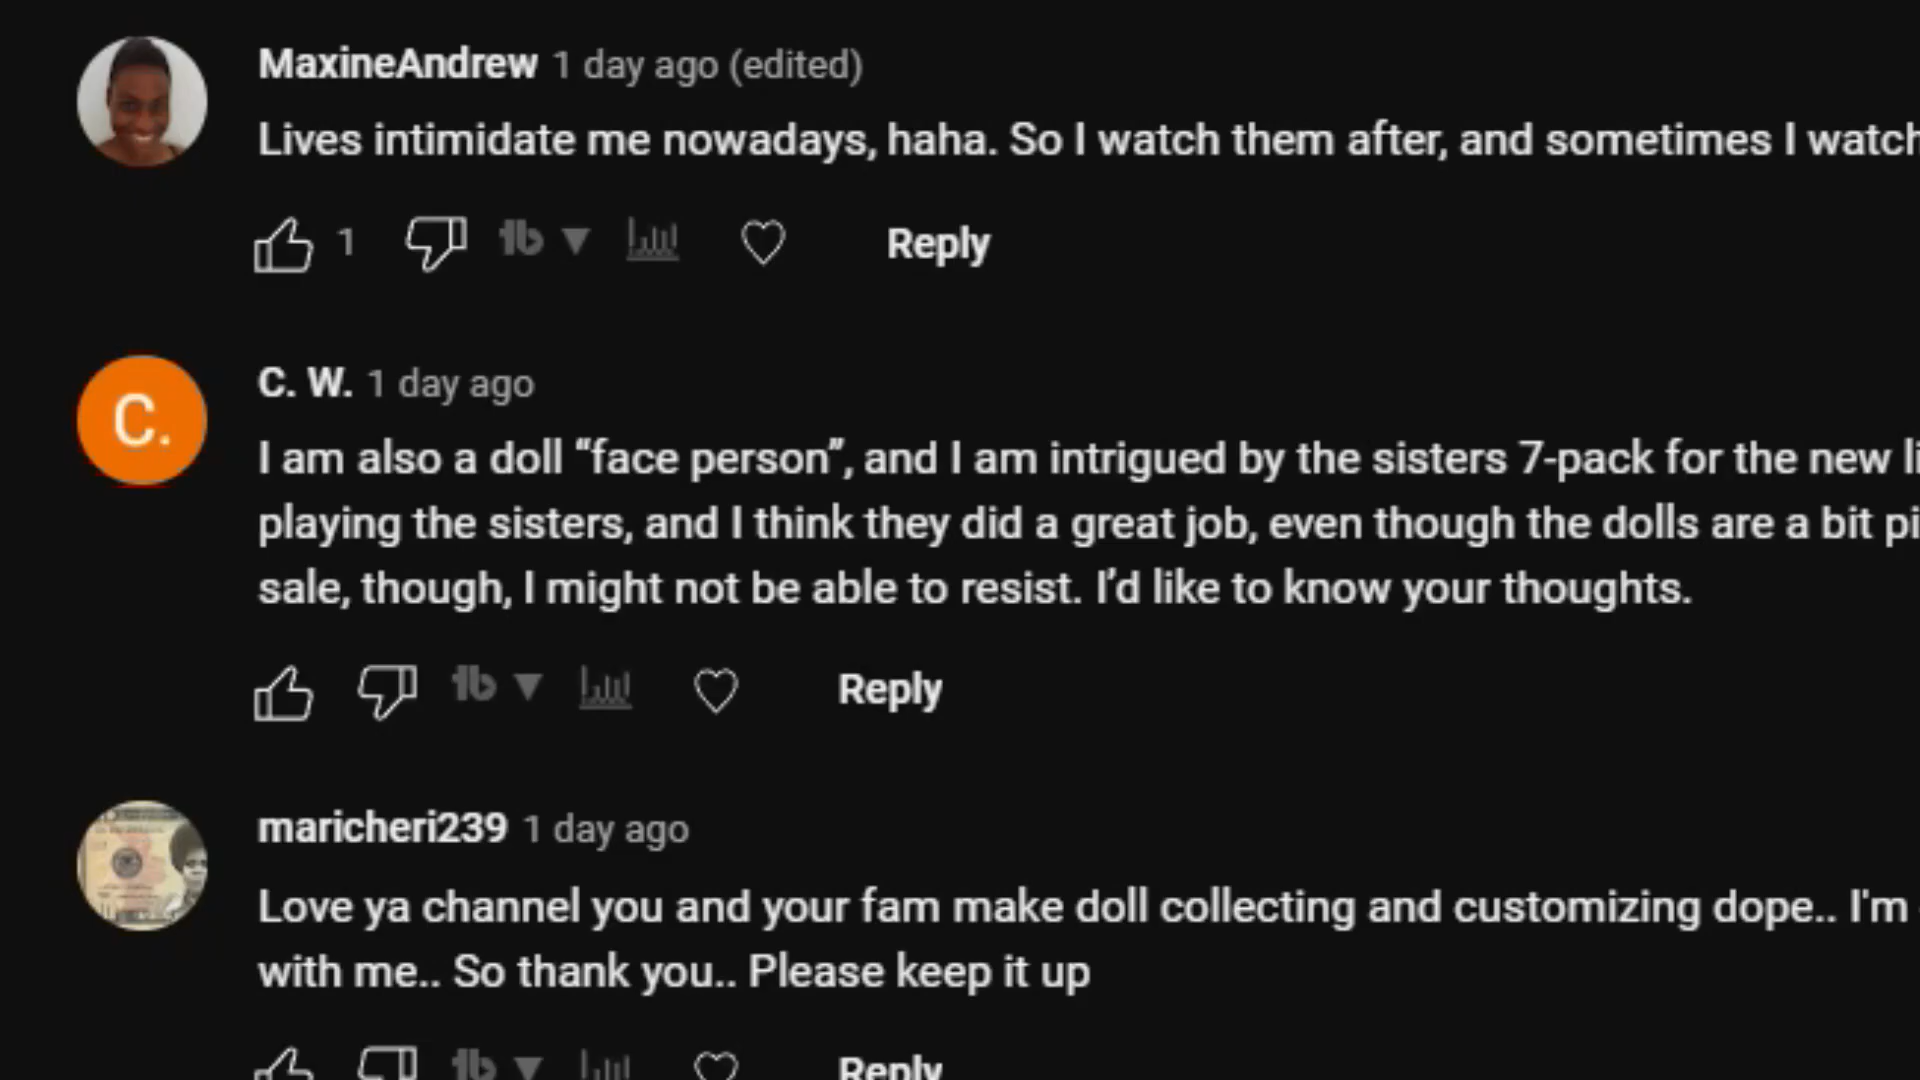 MaxineAndrew 1 day ago (edited)
Lives intimidate me nowadays, haha. So I watch them after, and sometimes I watch
1 Reply
C.
C. W. 1 day ago
I am also a doll “face person”, and I am intrigued by the sisters 7-pack for the new li
playing the sisters, and I think they did a great job, even though the dolls are a bit pi
sale, though, I might not be able to resist. I’d like to know your thoughts.
Reply
maricheri239 1 day ago
Love ya channel you and your fam make doll collecting and customizing dope.. I'm
with me.. So thank you.. Please keep it up
Reply